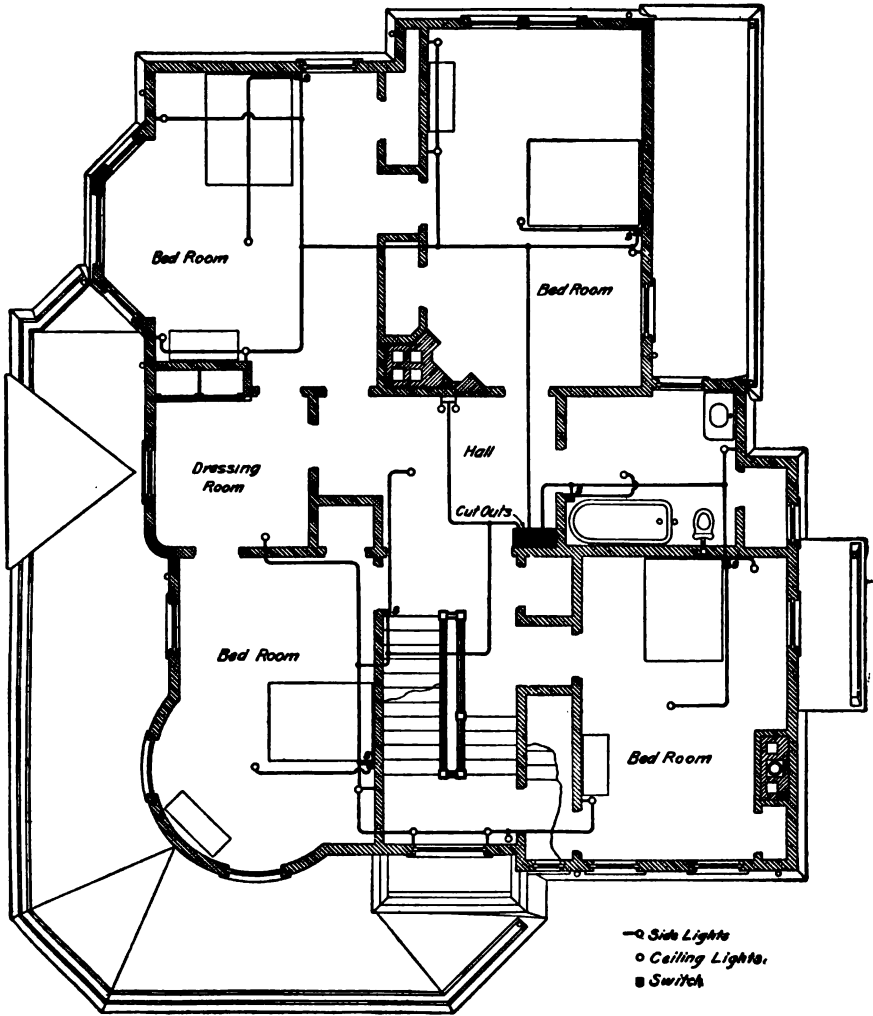 Bed Room
Bed Room
Dressing
Room
Hall
Cut Outs
Bed Room
Bed Room
Side Lights
Ceiling Lights.
Switch